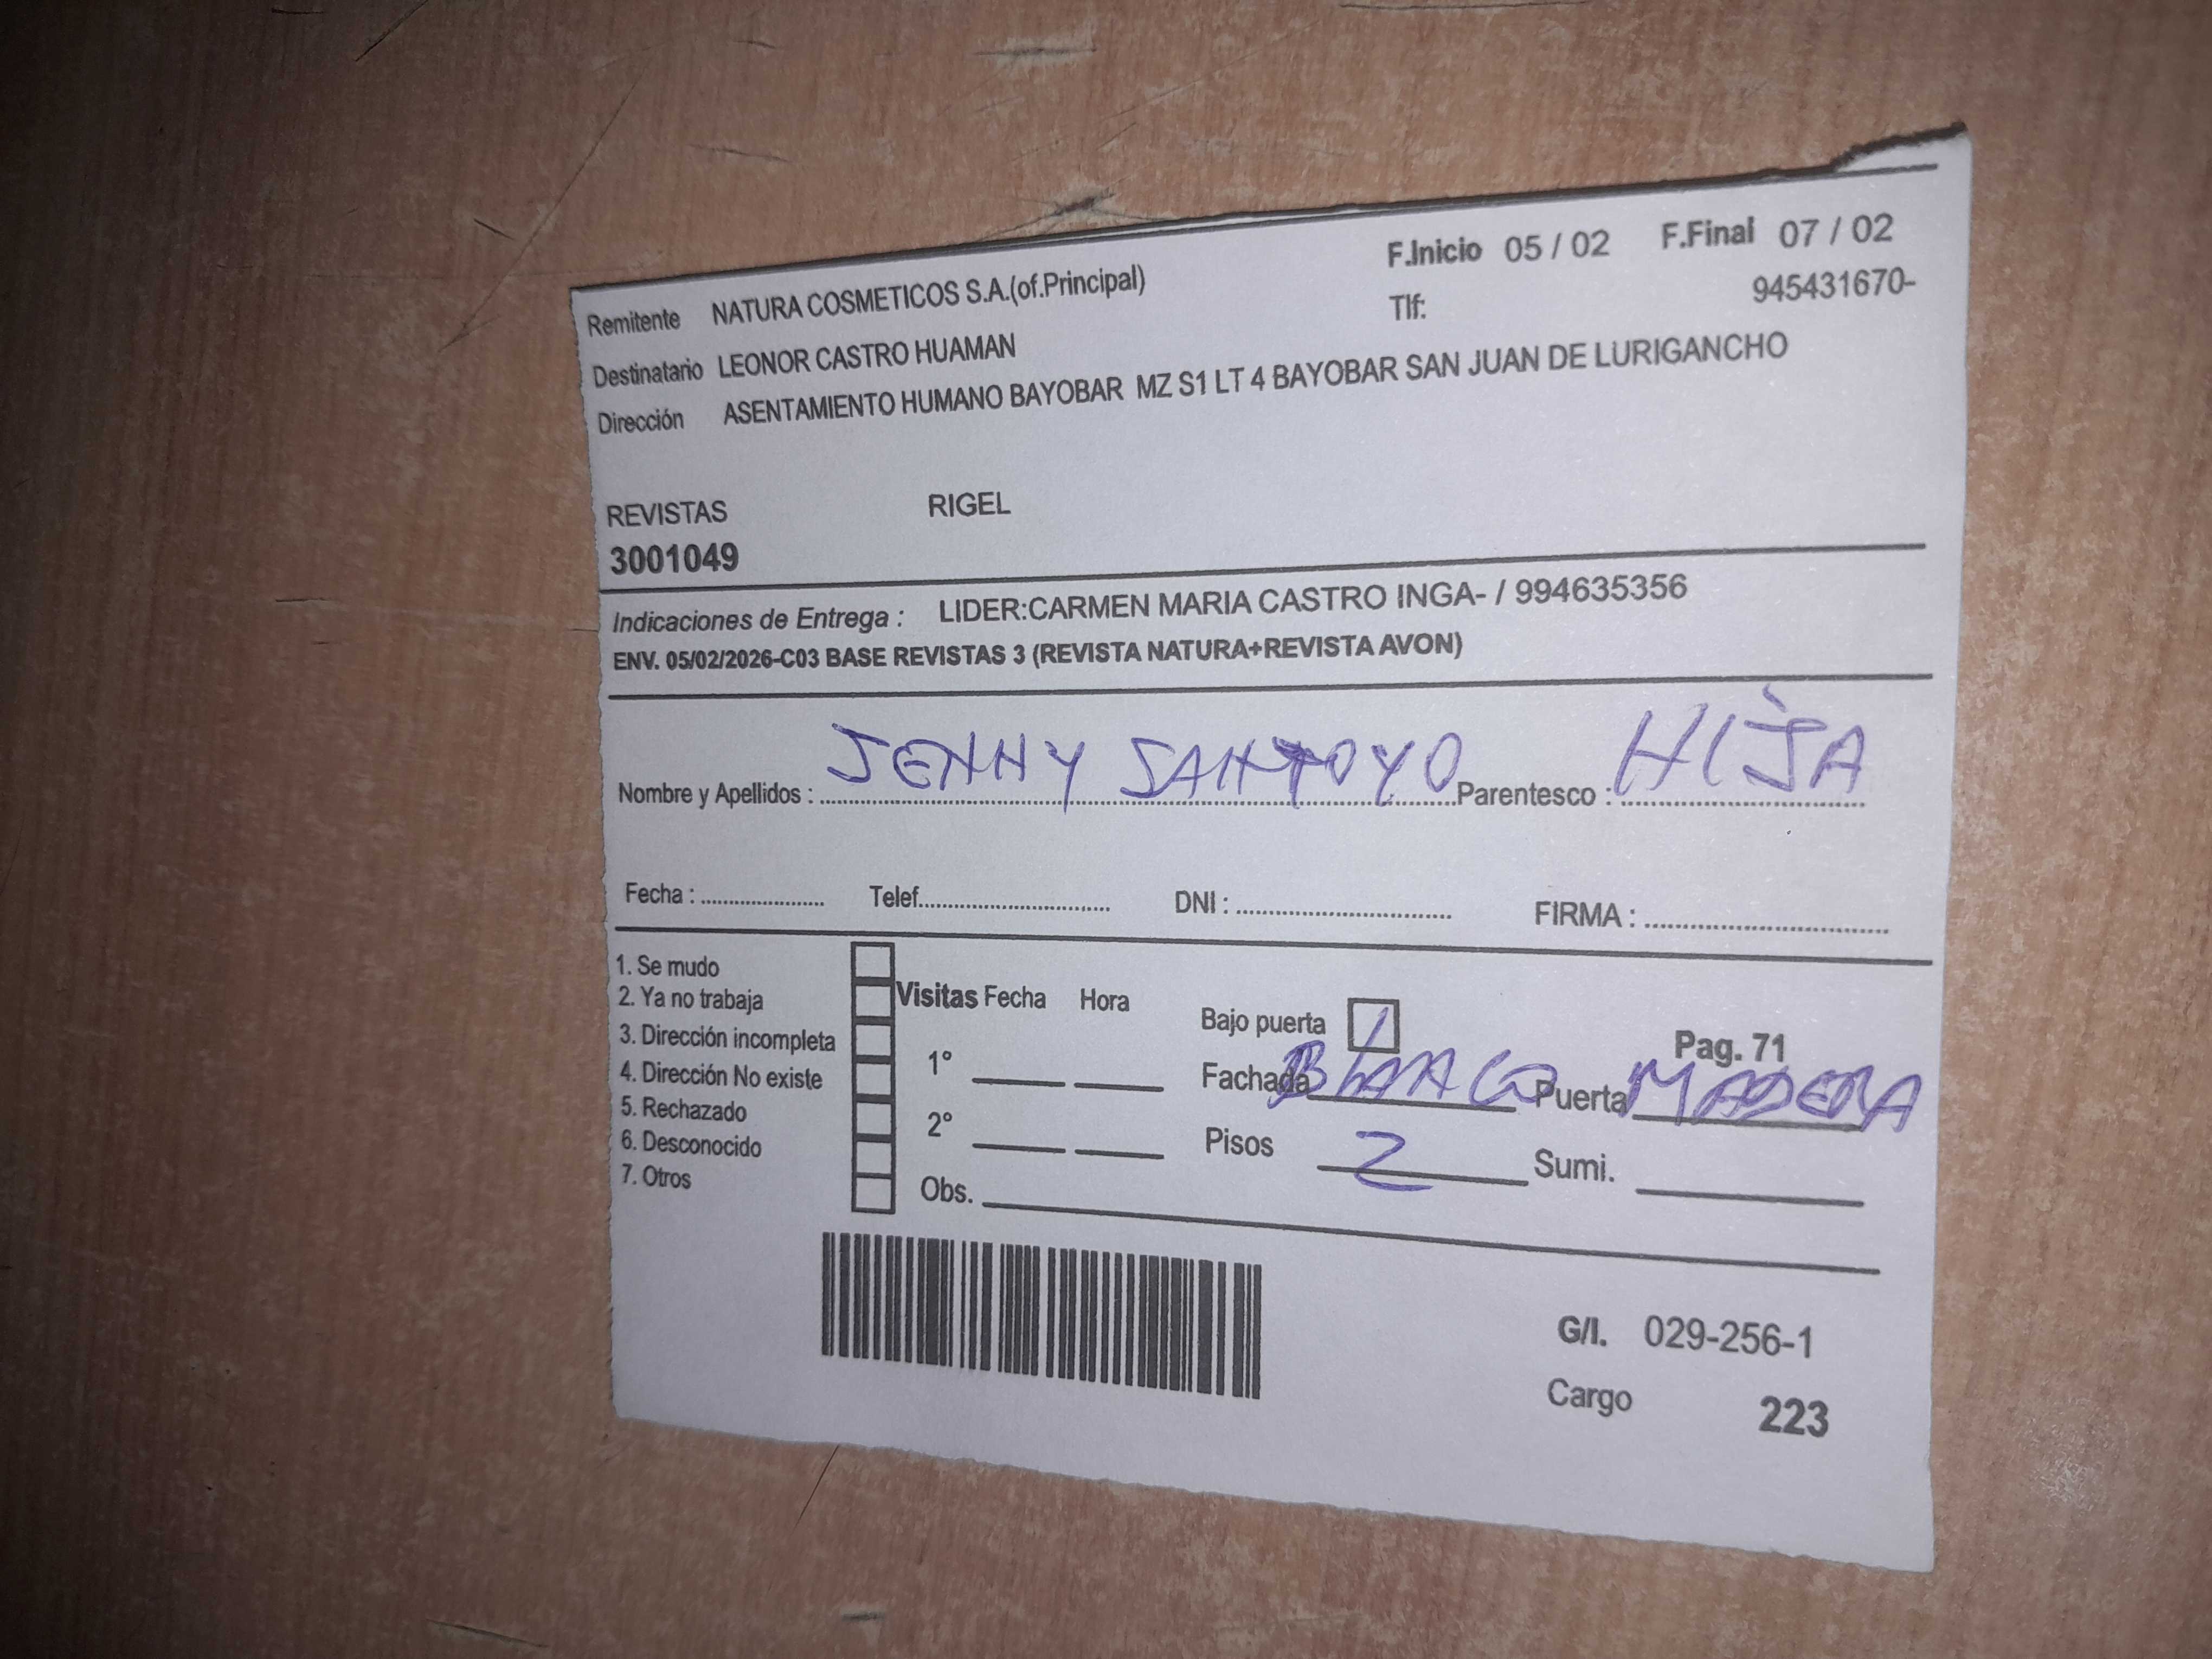 F.Inicio 05 / 02 F.Final 07 / 02
Remitente NATURA COSMETICOS S.A.(of.Principal) Tlf: 945431670-
Destinatario LEONOR CASTRO HUAMAN
Dirección ASENTAMIENTO HUMANO BAYOBAR MZ S1 LT 4 BAYOBAR SAN JUAN DE LURIGANCHO
REVISTAS RIGEL
3001049
Indicaciones de Entrega : LIDER:CARMEN MARIA CASTRO INGA- / 994635356
ENV. 05/02/2026-C03 BASE REVISTAS 3 (REVISTA NATURA+REVISTA AVON)
Nombre y Apellidos : JENNY SANTOYO Parentesco : HIJA
Fecha : Telef. DNI : FIRMA :
1. Se mudo
2. Ya no trabaja
3. Dirección incompleta
4. Dirección No existe
5. Rechazado
6. Desconocido
7. Otros
Visitas Fecha Hora
1°
2°
Obs.
Bajo puerta Pag. 71
Fachada BLANCO Puerta MADERA
Pisos 2 Sumi.
G/I. 029-256-1
Cargo 223